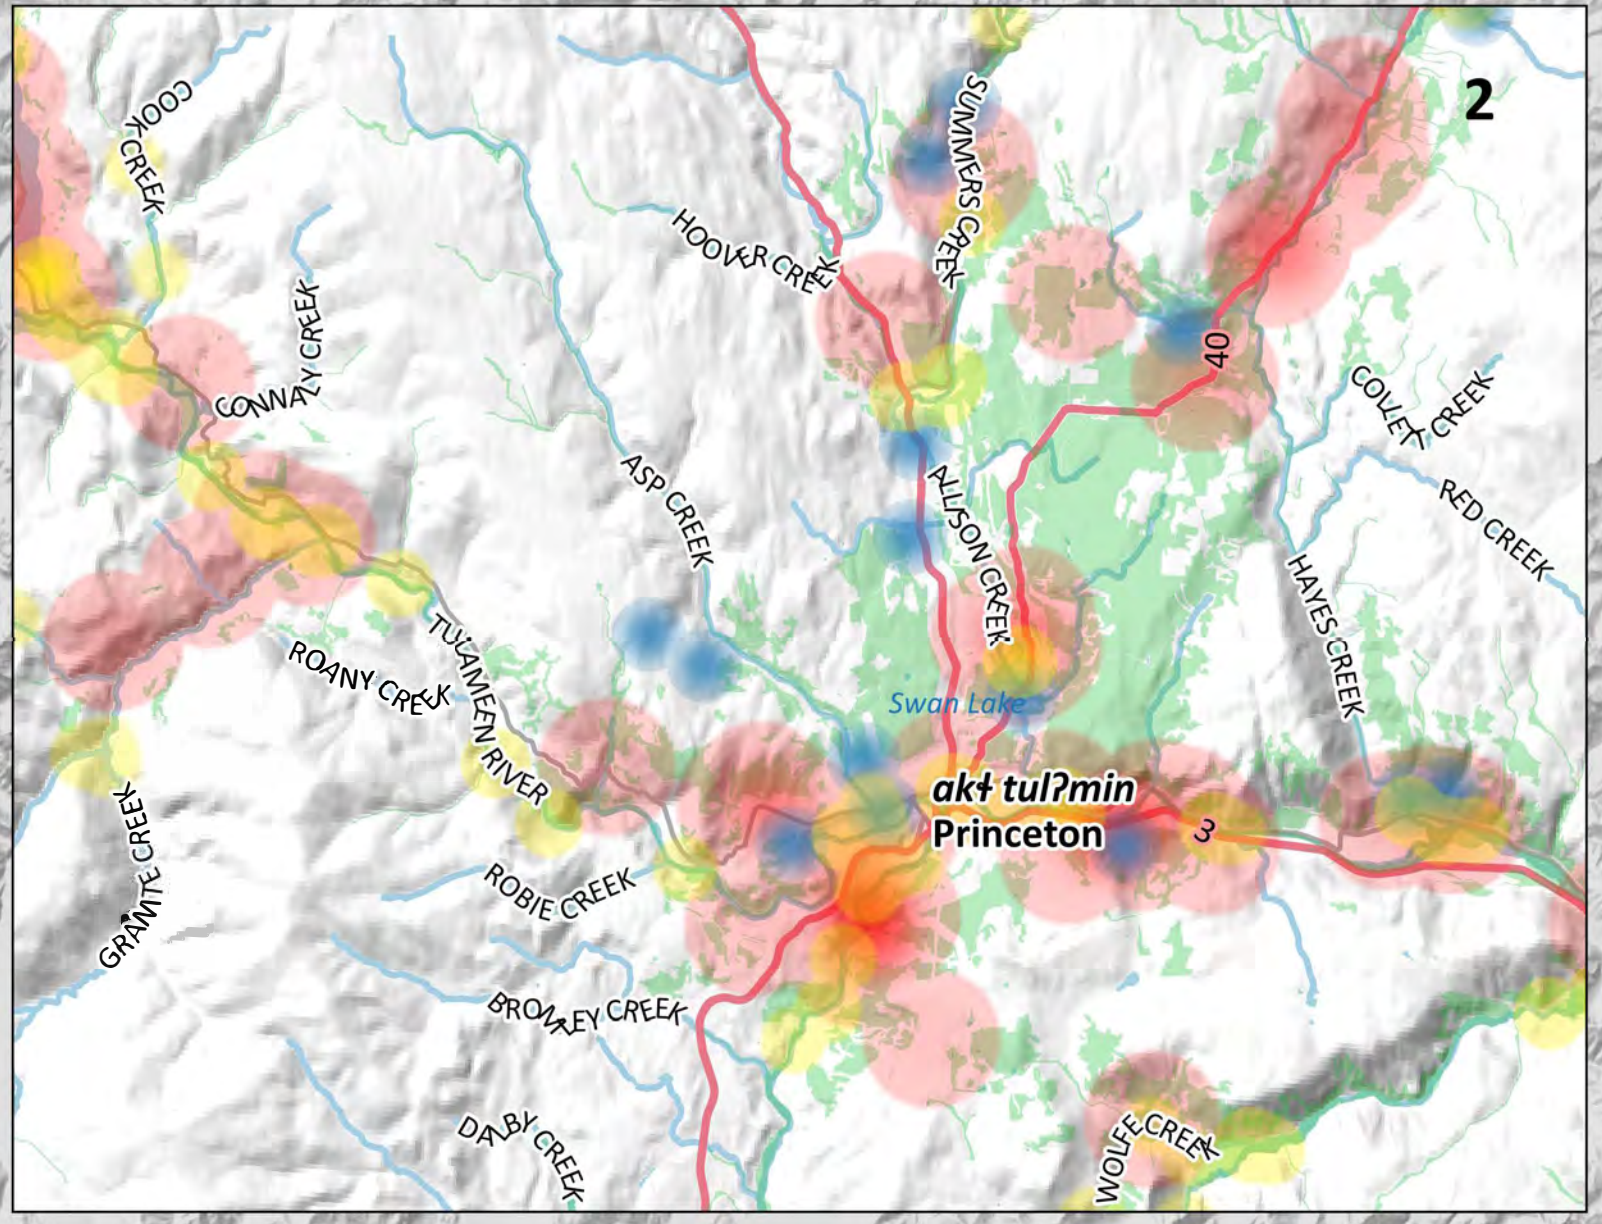 2
COOK CREEK
SUMMERS CREEK
HOOVER CREEK
CONNALY CREEK
40
COVLEY CREEK
RED CREEK
ASP CREEK
ALLISON CREEK
HAYES CREEK
TULAMEEN RIVER
ROANY CREEK
Swan Lake
akɬ tulʔmin
Princeton
3
GRANITE CREEK
ROBIE CREEK
BROMLEY CREEK
DALBY CREEK
WOLFE CREEK